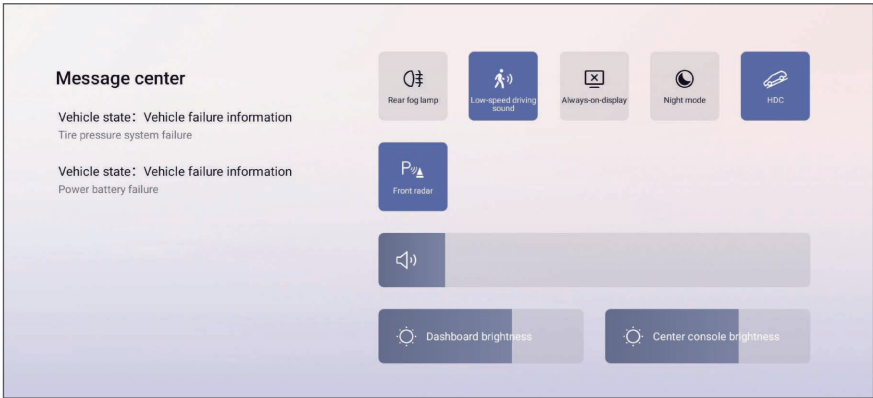 Message center
Vehicle state: Vehicle failure information
Tire pressure system failure
Vehicle state: Vehicle failure information
Power battery failure
Rear fog lamp
Low-speed driving
sound
Always-on-display
Night mode
HDC
P
Front radar
Dashboard brightness
Center console brightness